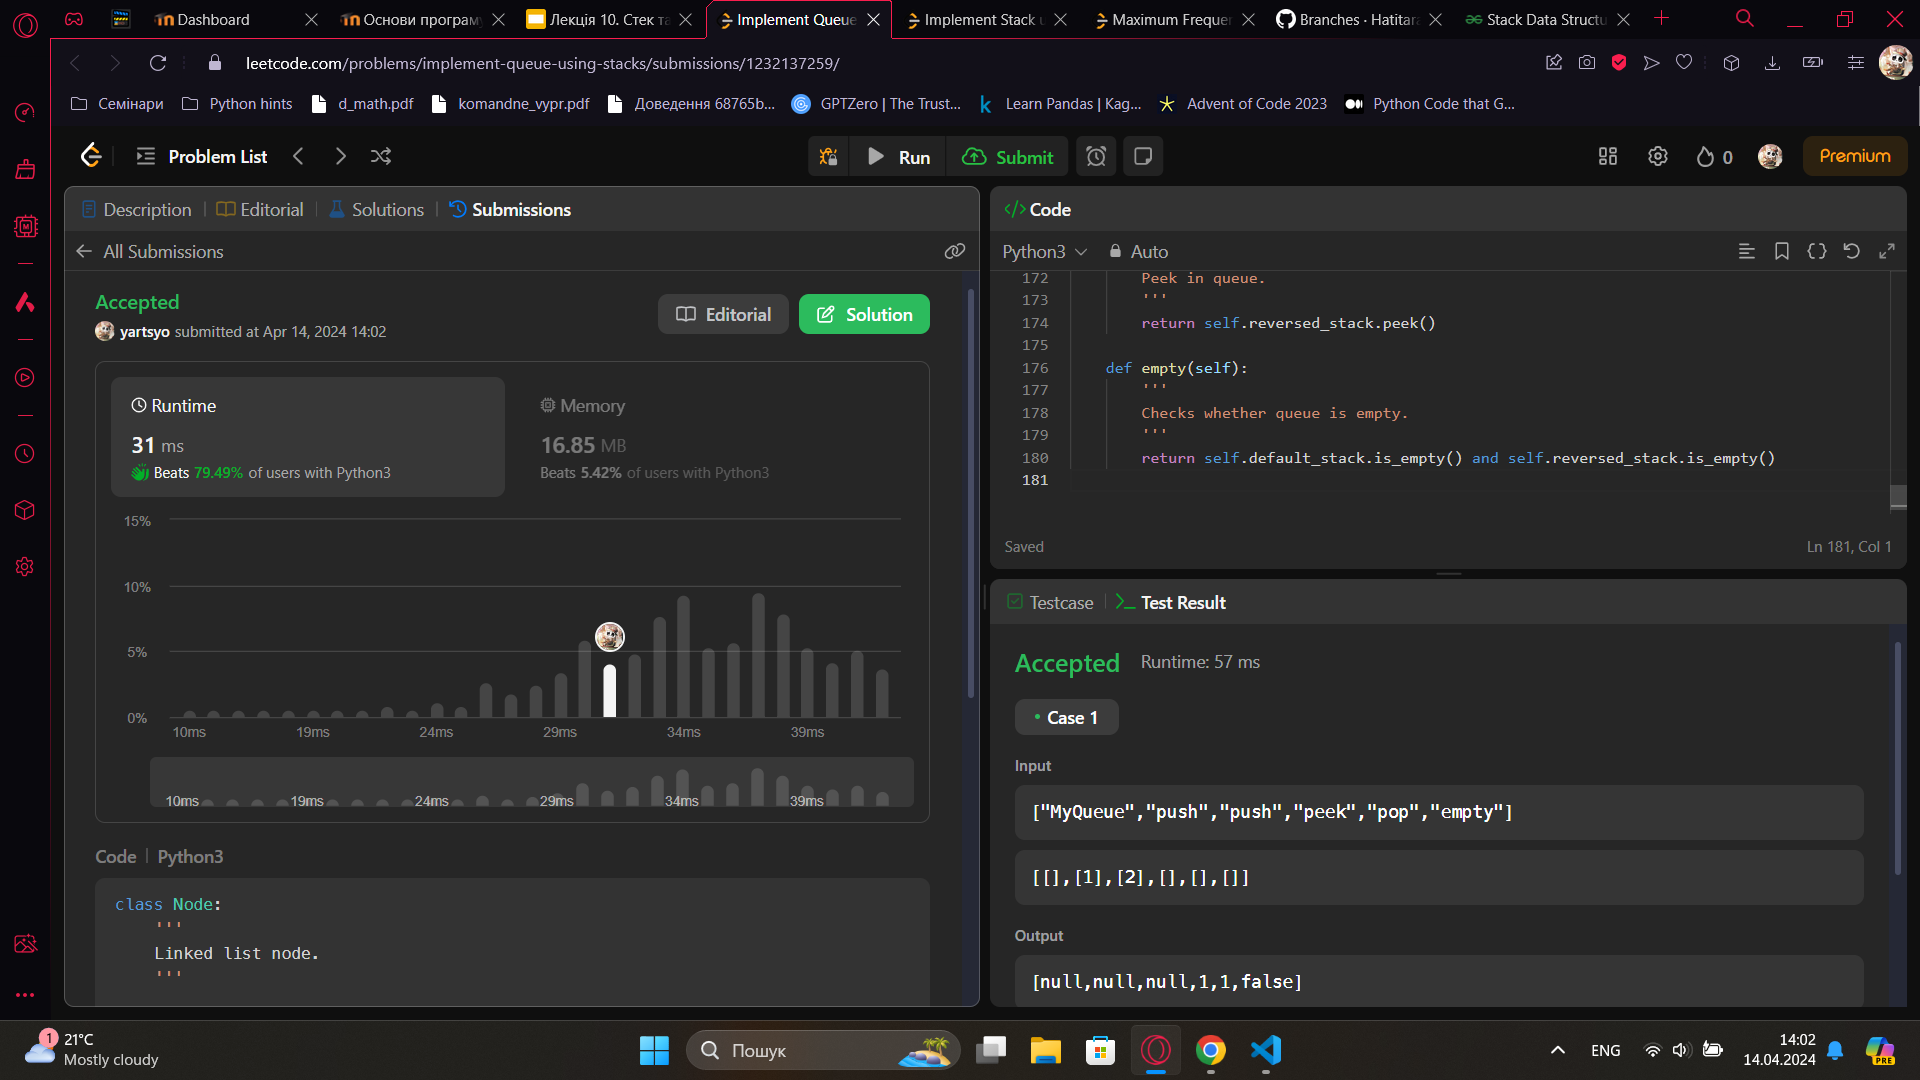 Dashboard
Основи програму
Лекція 10. Стек та
Implement Queue
Implement Stack u
Maximum Frequen
Branches · Hatitara
Stack Data Structu
leetcode.com/problems/implement-queue-using-stacks/submissions/1232137259/
Семінари
Python hints
d_math.pdf
komandne_vypr.pdf
Доведення 68765b...
GPTZero | The Trust...
Learn Pandas | Kag...
Advent of Code 2023
Python Code that G...
Problem List
Run
Submit
0
Premium
Description
Editorial
Solutions
Submissions
All Submissions
Accepted
yartsyo submitted at Apr 14, 2024 14:02
Editorial
Solution
Runtime
31 ms
Beats 79.49% of users with Python3
Memory
16.85 MB
Beats 5.42% of users with Python3
15%
10%
5%
0%
10ms 19ms 24ms 29ms 34ms 39ms
10ms 19ms 24ms 29ms 34ms 39ms
Code | Python3
class Node:
'''
Linked list node.
'''
Code
Python3
Auto
172 Peek in queue.
173 '''
174 return self.reversed_stack.peek()
175
176 def empty(self):
177 '''
178 Checks whether queue is empty.
179 '''
180 return self.default_stack.is_empty() and self.reversed_stack.is_empty()
181
Saved
Ln 181, Col 1
Testcase
Test Result
Accepted
Runtime: 57 ms
Case 1
Input
["MyQueue","push","push","peek","pop","empty"]
[[],[1],[2],[],[],[]]
Output
[null,null,null,1,1,false]
1
21°C
Mostly cloudy
Пошук
ENG
14:02
14.04.2024
PRE